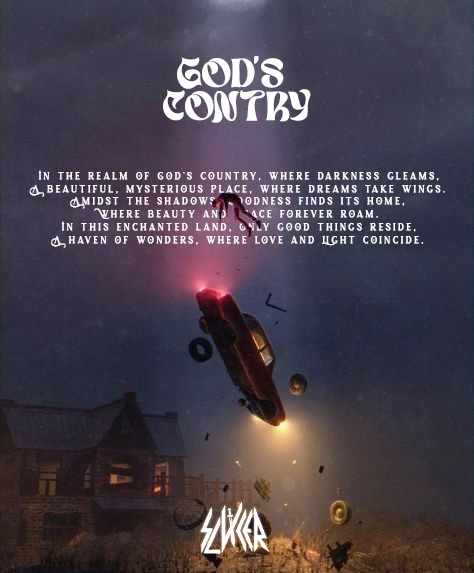 GOD'S
CONTRY
IN THE REALM OF GOD'S COUNTRY, WHERE DARKNESS GLEAMS,
A BEAUTIFUL, MYSTERIOUS PLACE, WHERE DREAMS TAKE WINGS.
AMIDST THE SHADOWS, GOODNESS FINDS ITS HOME,
WHERE BEAUTY AND FOREVER ROAM.
IN THIS ENCHANTED LAND, ONLY GOOD THINGS RESIDE,
A HAVEN OF WONDERS, WHERE LOVE AND LIGHT COINCIDE.